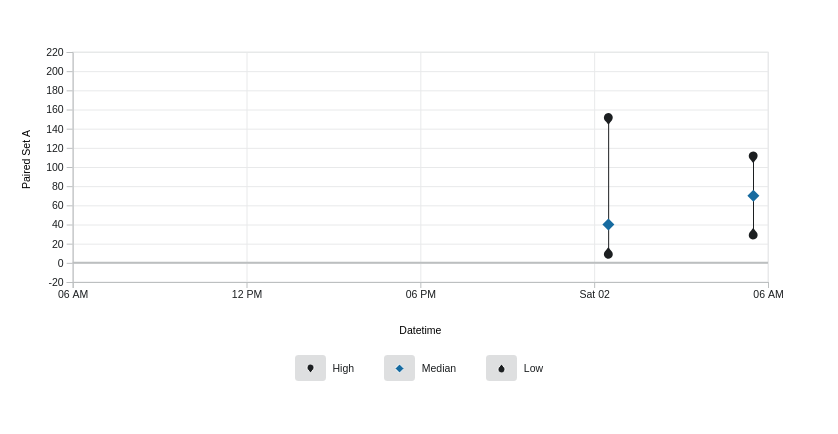 220
200
180
160
140
120
100
80
60
40
20
0
-20
Paired Set A
06 AM
12 PM
06 PM
Sat 02
06 AM
Datetime
High
Median
Low